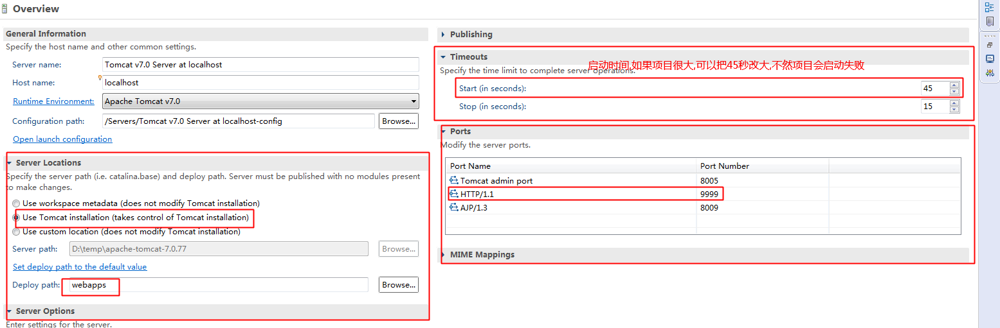 Overview
General Information
Specify the host name and other common settings.
Server name: Tomcat v7.0 Server at localhost
Host name: localhost
Runtime Environment: Apache Tomcat v7.0
Configuration path: /Servers/Tomcat v7.0 Server at localhost-config Browse...
Open launch configuration
Server Locations
Specify the server path (i.e. catalina.base) and deploy path. Server must be published with no modules present
to make changes.
Use workspace metadata (does not modify Tomcat installation)
Use Tomcat installation (takes control of Tomcat installation)
Use custom location (does not modify Tomcat installation)
Server path: D:\temp\apache-tomcat-7.0.77 Browse...
Set deploy path to the default value
Deploy path: webapps Browse...
Server Options
Enter settings for the server.
Publishing
Timeouts
启动时间,如果项目很大,可以把45秒改大,不然项目会启动失败
Specify the time limit to complete server operations.
Start (in seconds): 45
Stop (in seconds): 15
Ports
Modify the server ports.
Port Name Port Number
Tomcat admin port 8005
HTTP/1.1 9999
AJP/1.3 8009
MIME Mappings